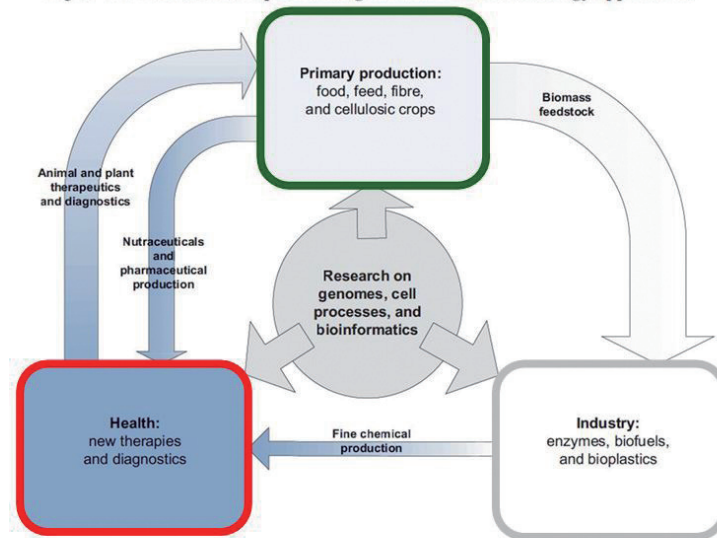 Primary production:
food, feed, fibre,
and cellosic crops
Biomass
feedstock
Animal and plant
therapeutics
and diagnostics
Nutraceuticals
and
pharmaceutical
production
Research on
genomes, cell
processes, and
bioinformatics
Health:
new therapies
and diagnostics
Fine chemical
production
Industry:
enzymes, biofuels,
and bioplastics